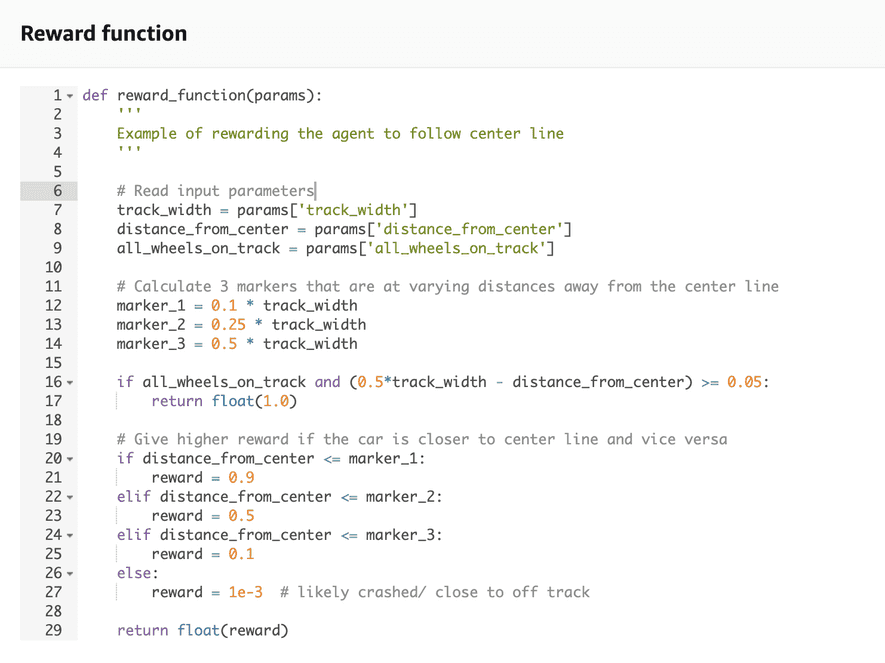 Reward function
1 def reward_function(params):
2     '''
3     Example of rewarding the agent to follow center line
4     '''
5
6     # Read input parameters
7     track_width = params['track_width']
8     distance_from_center = params['distance_from_center']
9     all_wheels_on_track = params['all_wheels_on_track']
10
11     # Calculate 3 markers that are at varying distances away from the center line
12     marker_1 = 0.1 * track_width
13     marker_2 = 0.25 * track_width
14     marker_3 = 0.5 * track_width
15
16     if all_wheels_on_track and (0.5*track_width - distance_from_center) >= 0.05:
17         return float(1.0)
18
19     # Give higher reward if the car is closer to center line and vice versa
20     if distance_from_center <= marker_1:
21         reward = 0.9
22     elif distance_from_center <= marker_2:
23         reward = 0.5
24     elif distance_from_center <= marker_3:
25         reward = 0.1
26     else:
27         reward = 1e-3  # likely crashed/ close to off track
28
29     return float(reward)